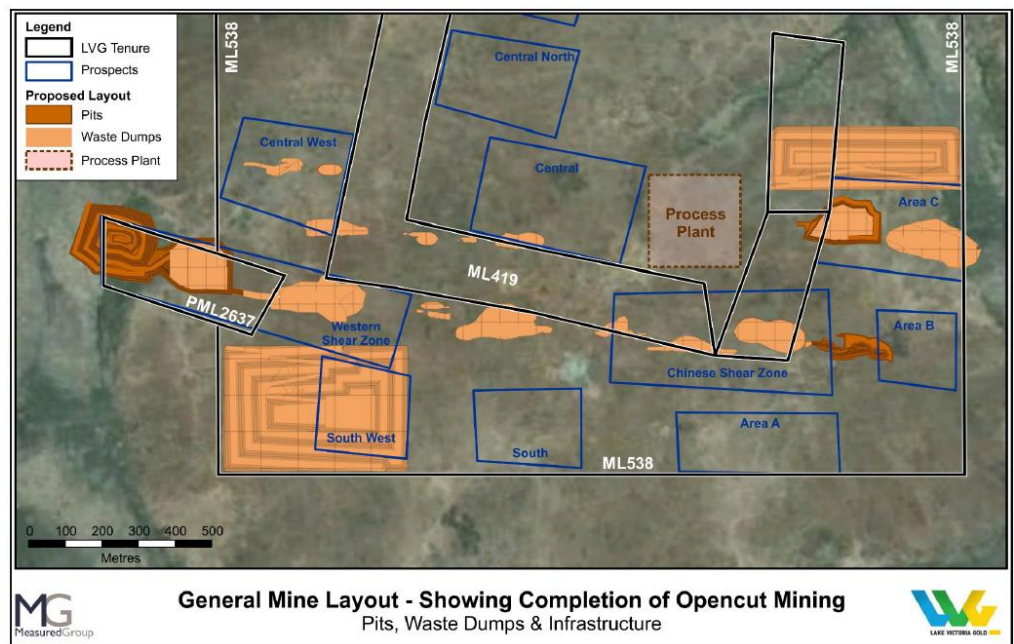 Legend
LVG Tenure
Prospects
Proposed Layout
Pits
Waste Dumps
Process Plant
ML538
ML538
Central North
Central West
Central
Process
Plant
Area C
ML419
PML2637
Western
Shear Zone
Area B
Chinese Shear Zone
South West
South
Area A
ML538
0 100 200 300 400 500
Metres
General Mine Layout - Showing Completion of Opencut Mining
Pits, Waste Dumps & Infrastructure
MG
MeasuredGroup
LVG
LAKE VICTORIA GOLD